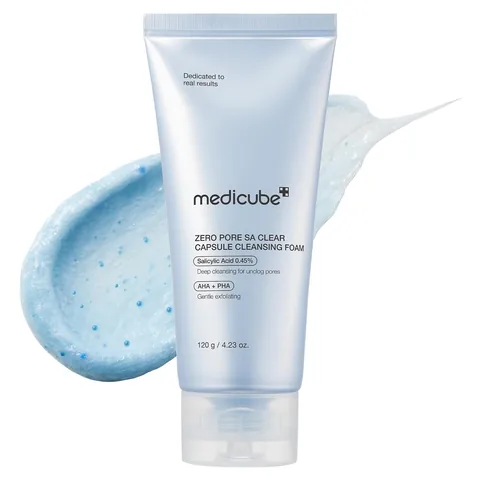 Dedicated to
real results
medicube
ZERO PORE SA CLEAR
CAPSULE CLEANSING FOAM
Salicylic Acid 0.45%
Deep cleansing for unclog pores
AHA + PHA
Gentle exfoliating
120 g / 4.23 oz.